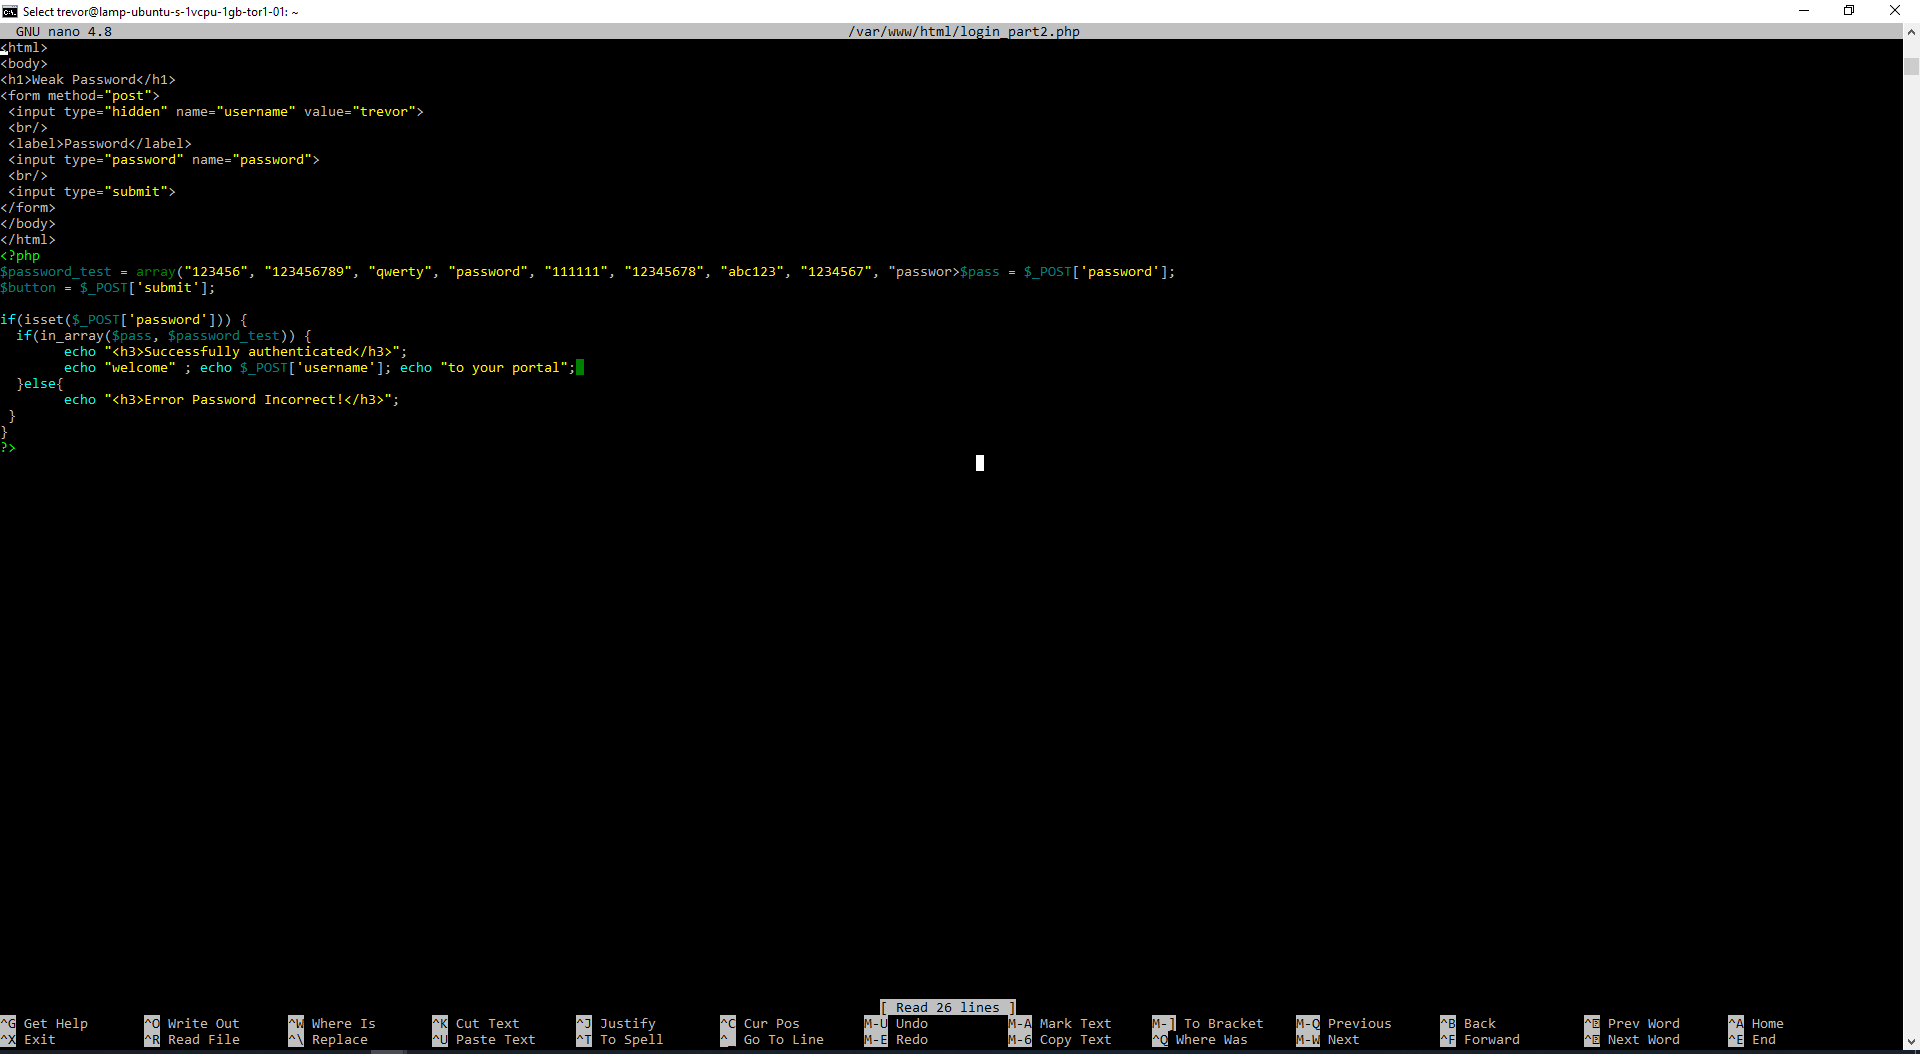 Select trevor@lamp-ubuntu-s-1vcpu-1gb-tor1-01: ~
GNU nano 4.8 /var/www/html/login_part2.php
<html>
<body>
<h1>Weak Password</h1>
<form method="post">
 <input type="hidden" name="username" value="trevor">
 <br/>
 <label>Password</label>
 <input type="password" name="password">
 <br/>
 <input type="submit">
</form>
</body>
</html>
<?php
$password_test = array("123456", "123456789", "qwerty", "password", "111111", "12345678", "abc123", "1234567", "passwor>$pass = $_POST['password'];
$button = $_POST['submit'];
if(isset($_POST['password'])) {
  if(in_array($pass, $password_test)) {
        echo "<h3>Successfully authenticated</h3>";
        echo "welcome" ; echo $_POST['username']; echo "to your portal";
  }else{
        echo "<h3>Error Password Incorrect!</h3>";
 }
}
?>
[ Read 26 lines ]
^G Get Help ^O Write Out ^W Where Is ^K Cut Text ^J Justify ^C Cur Pos M-U Undo M-A Mark Text M-] To Bracket M-Q Previous ^B Back ^ Prev Word ^A Home
^X Exit ^R Read File ^\ Replace ^U Paste Text ^T To Spell ^_ Go To Line M-E Redo M-6 Copy Text ^Q Where Was M-W Next ^F Forward ^ Next Word ^E End